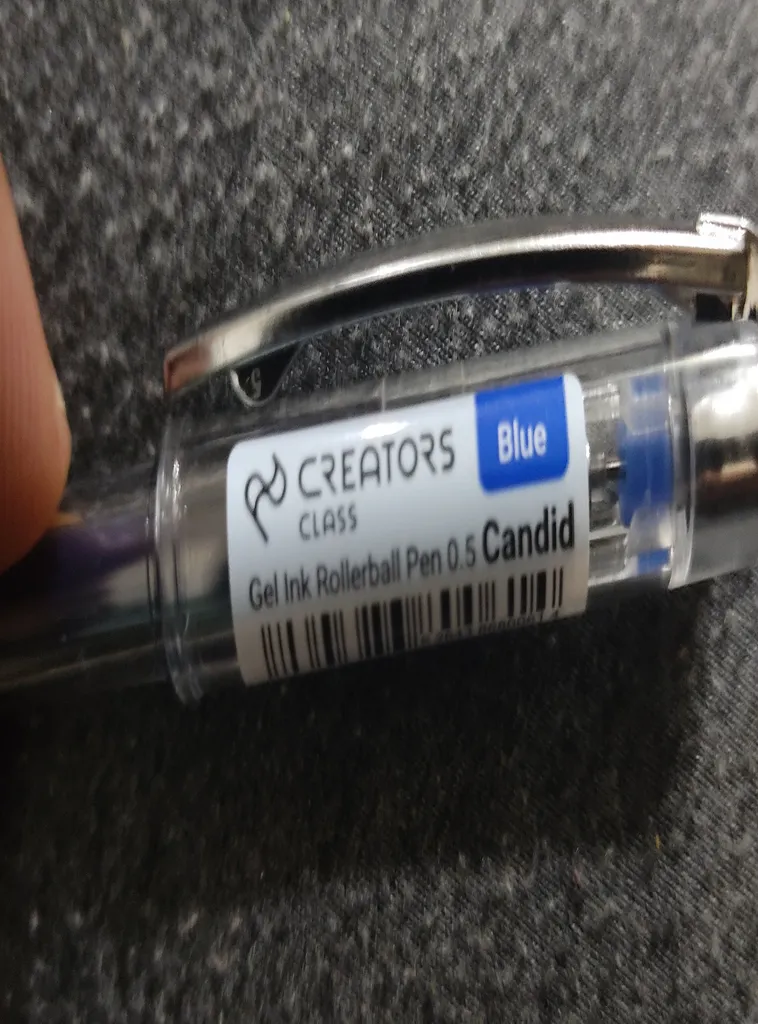 CREATORS
CLASS
Blue
Gel Ink Rollerball Pen 0.5 Candid